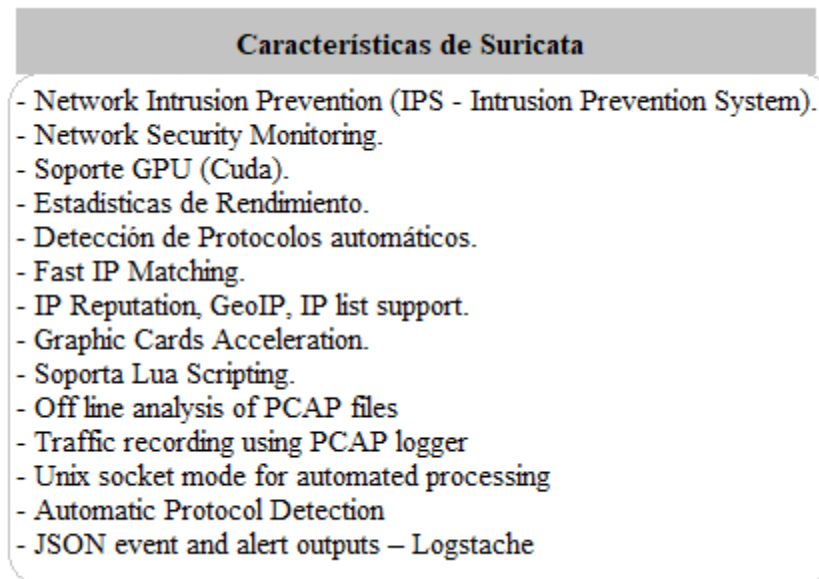 Características de Suricata
- Network Intrusion Prevention (IPS - Intrusion Prevention System).
- Network Security Monitoring.
- Soporte GPU (Cuda).
- Estadísticas de Rendimiento.
- Detección de Protocolos automáticos.
- Fast IP Matching.
- IP Reputation, GeoIP, IP list support.
- Graphic Cards Acceleration.
- Soporta Lua Scripting.
- Off line analysis of PCAP files
- Traffic recording using PCAP logger
- Unix socket mode for automated processing
- Automatic Protocol Detection
- JSON event and alert outputs – Logstache